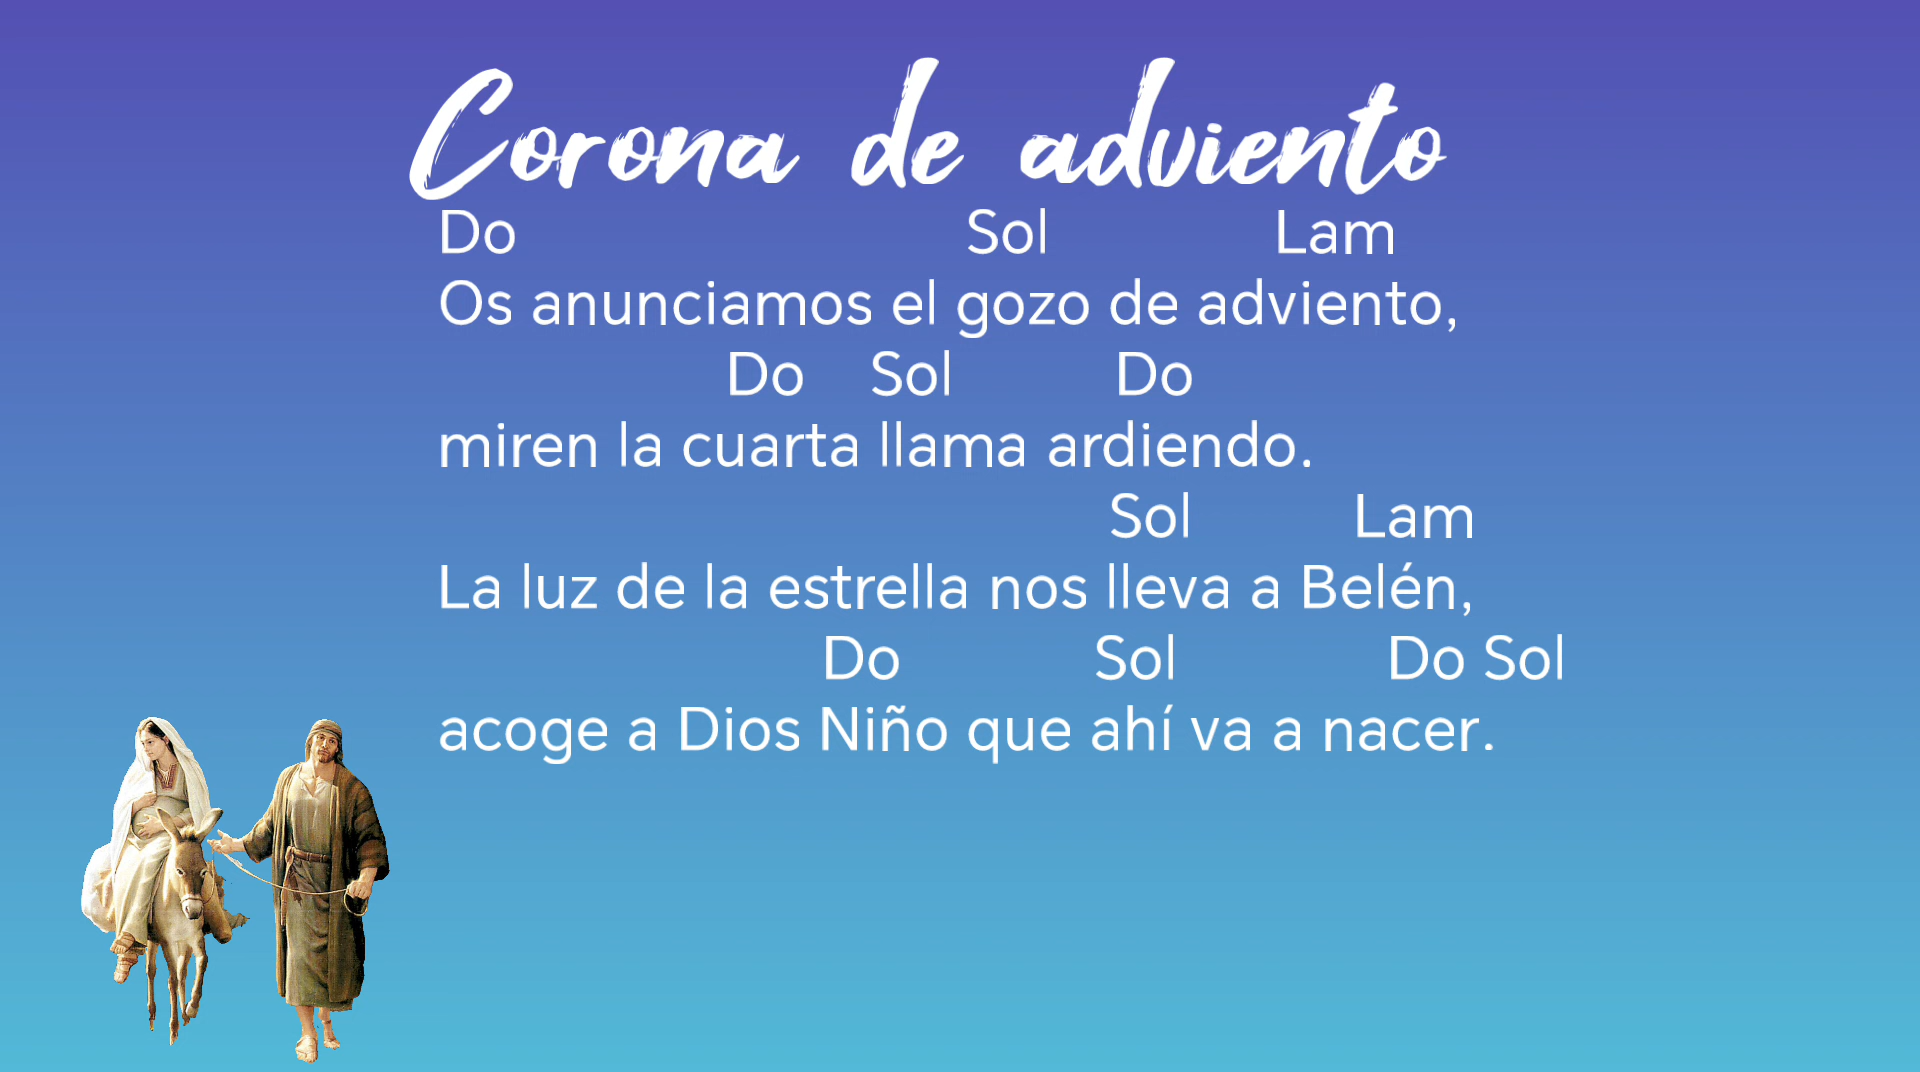 Corona de adviento
Do Sol Lam
Os anunciamos el gozo de adviento,
Do Sol Do
miren la cuarta llama ardiendo.
Sol Lam
La luz de la estrella nos lleva a Belén,
Do Sol Do Sol
acoge a Dios Niño que ahí va a nacer.